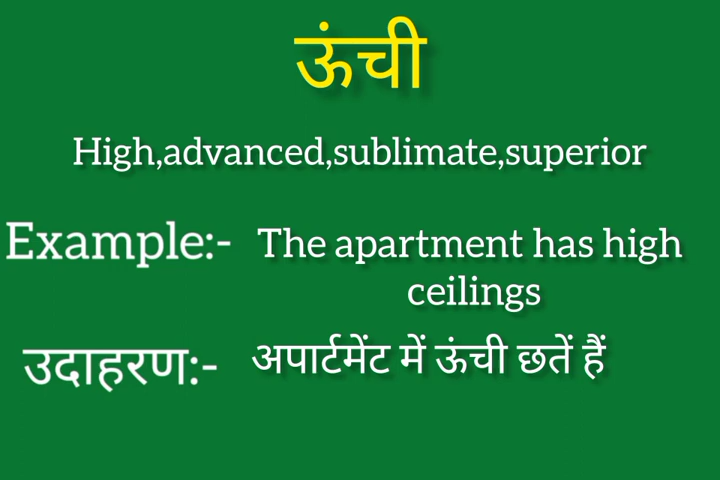 ऊंची
High,advanced,sublimate,superior
Example:- The apartment has high
ceilings
उदाहरण:- अपार्टमेंट में ऊंची छतें हैं